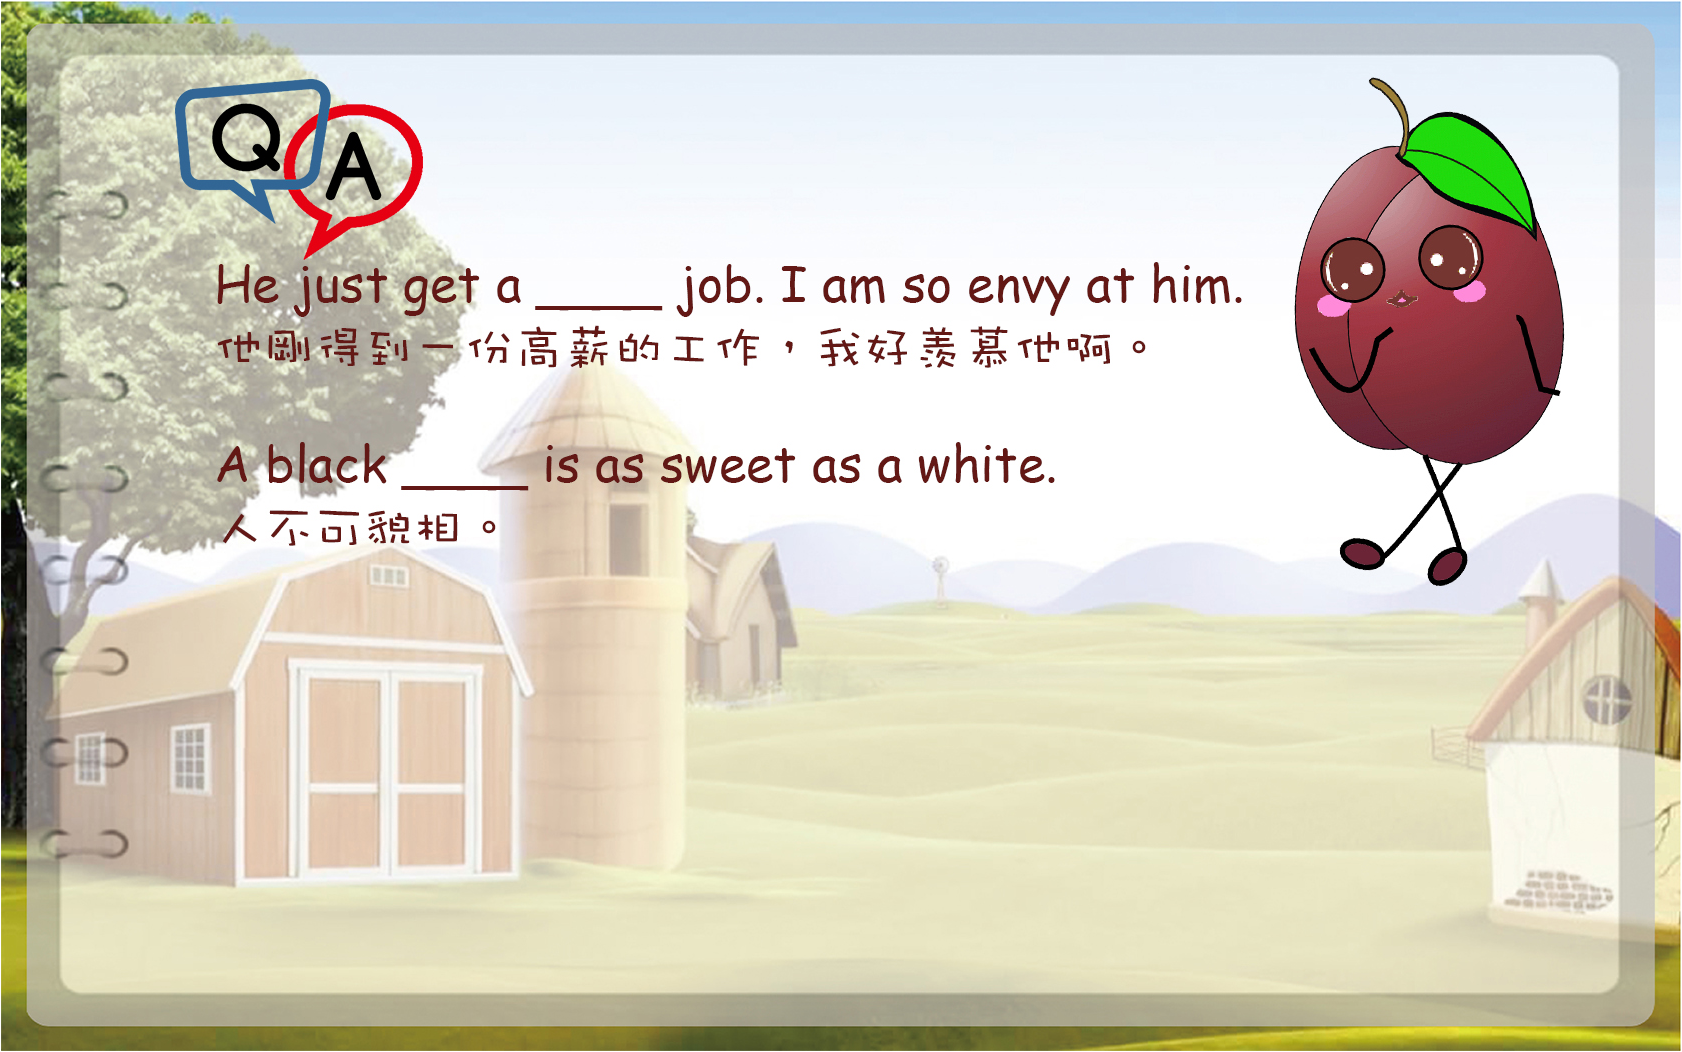 Q A
He just get a _____ job. I am so envy at him.
他剛得到一份高薪的工作，我好羨慕他啊。
A black _____ is as sweet as a white.
人不可貌相。